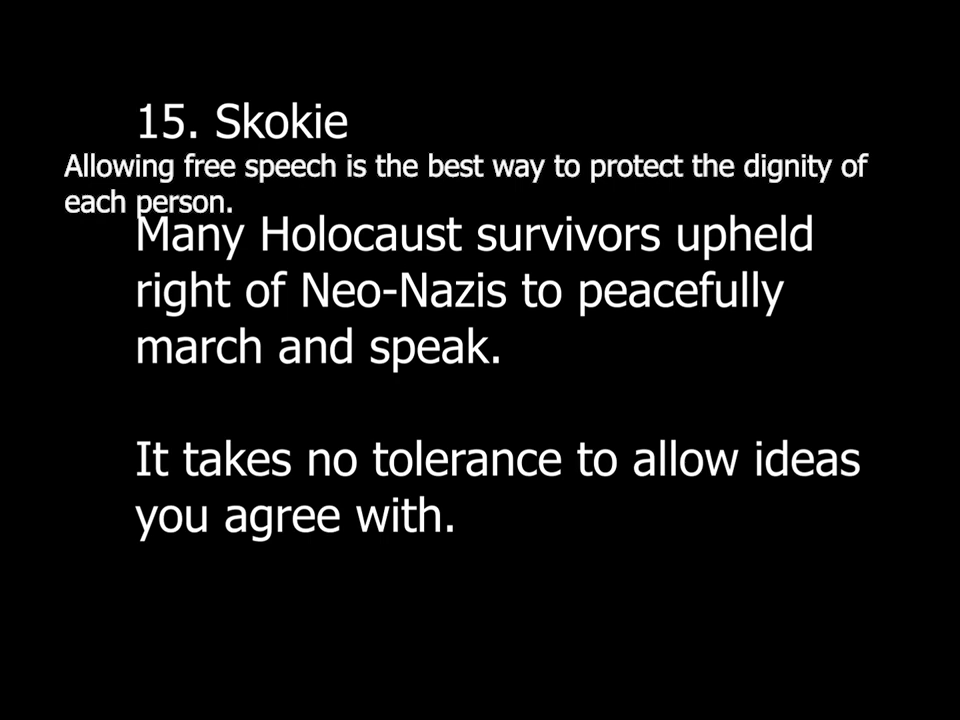 15. Skokie
Allowing free speech is the best way to protect the dignity of
each person.
Many Holocaust survivors upheld
right of Neo-Nazis to peacefully
march and speak.
It takes no tolerance to allow ideas
you agree with.